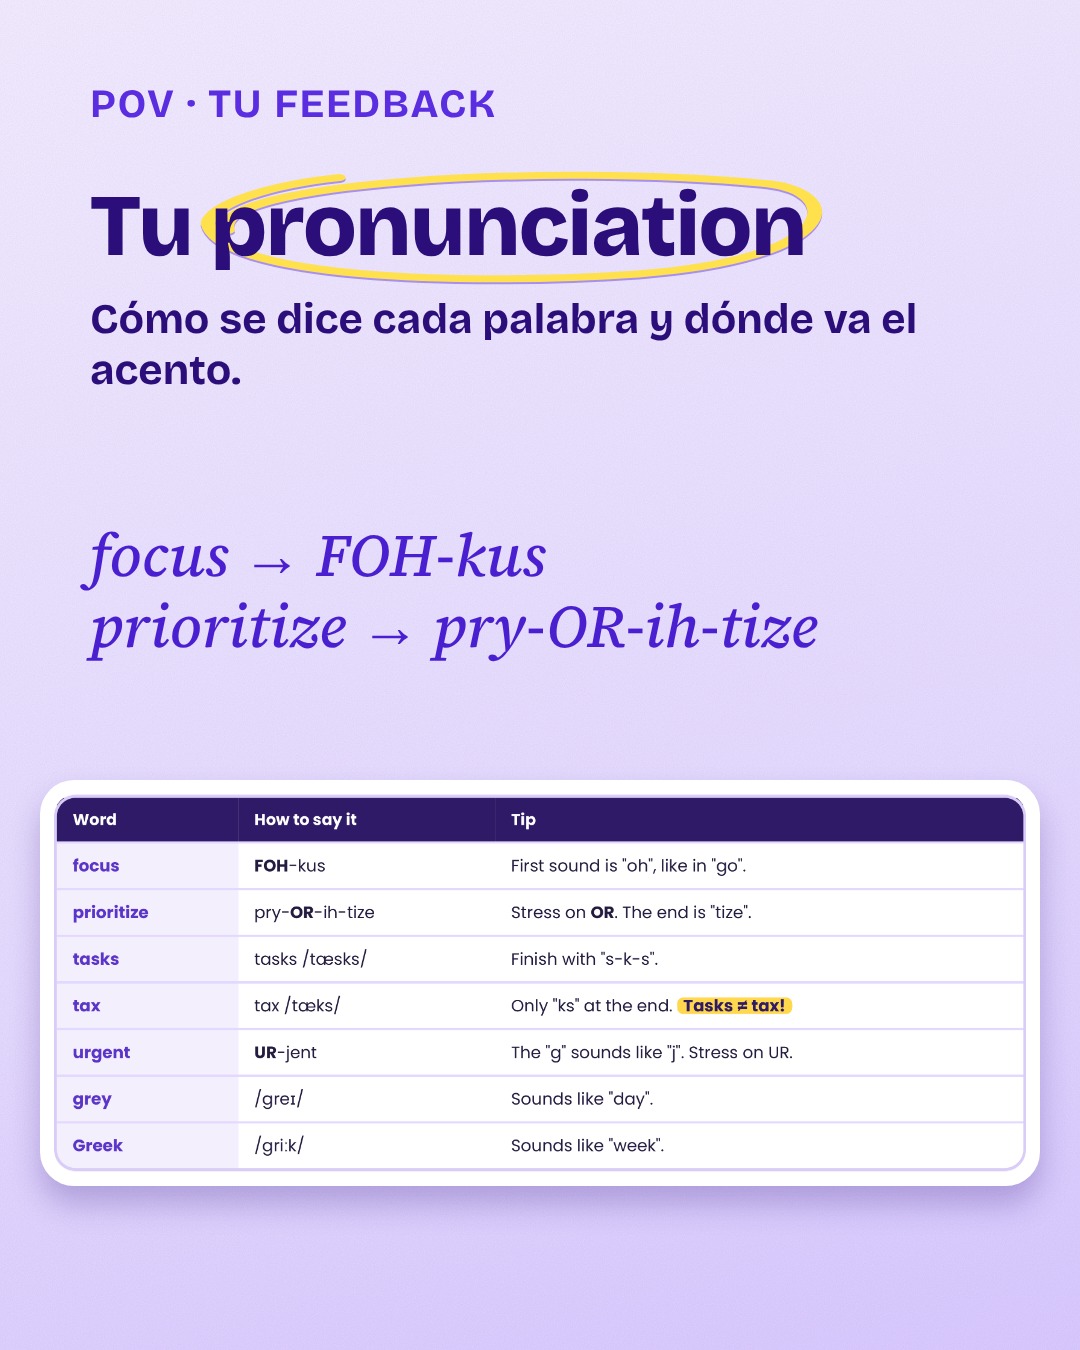 POV · TU FEEDBACK
Tu pronunciation
Cómo se dice cada palabra y dónde va el
acento.
focus → FOH-kus
prioritize → pry-OR-ih-tize
Word How to say it Tip
focus FOH-kus First sound is "oh", like in "go".
prioritize pry-OR-ih-tize Stress on OR. The end is "tize".
tasks tasks /tæsks/ Finish with "s-k-s".
tax tax /tæks/ Only "ks" at the end. Tasks ≠ tax!
urgent UR-jent The "g" sounds like "j". Stress on UR.
grey /greɪ/ Sounds like "day".
Greek /griːk/ Sounds like "week".